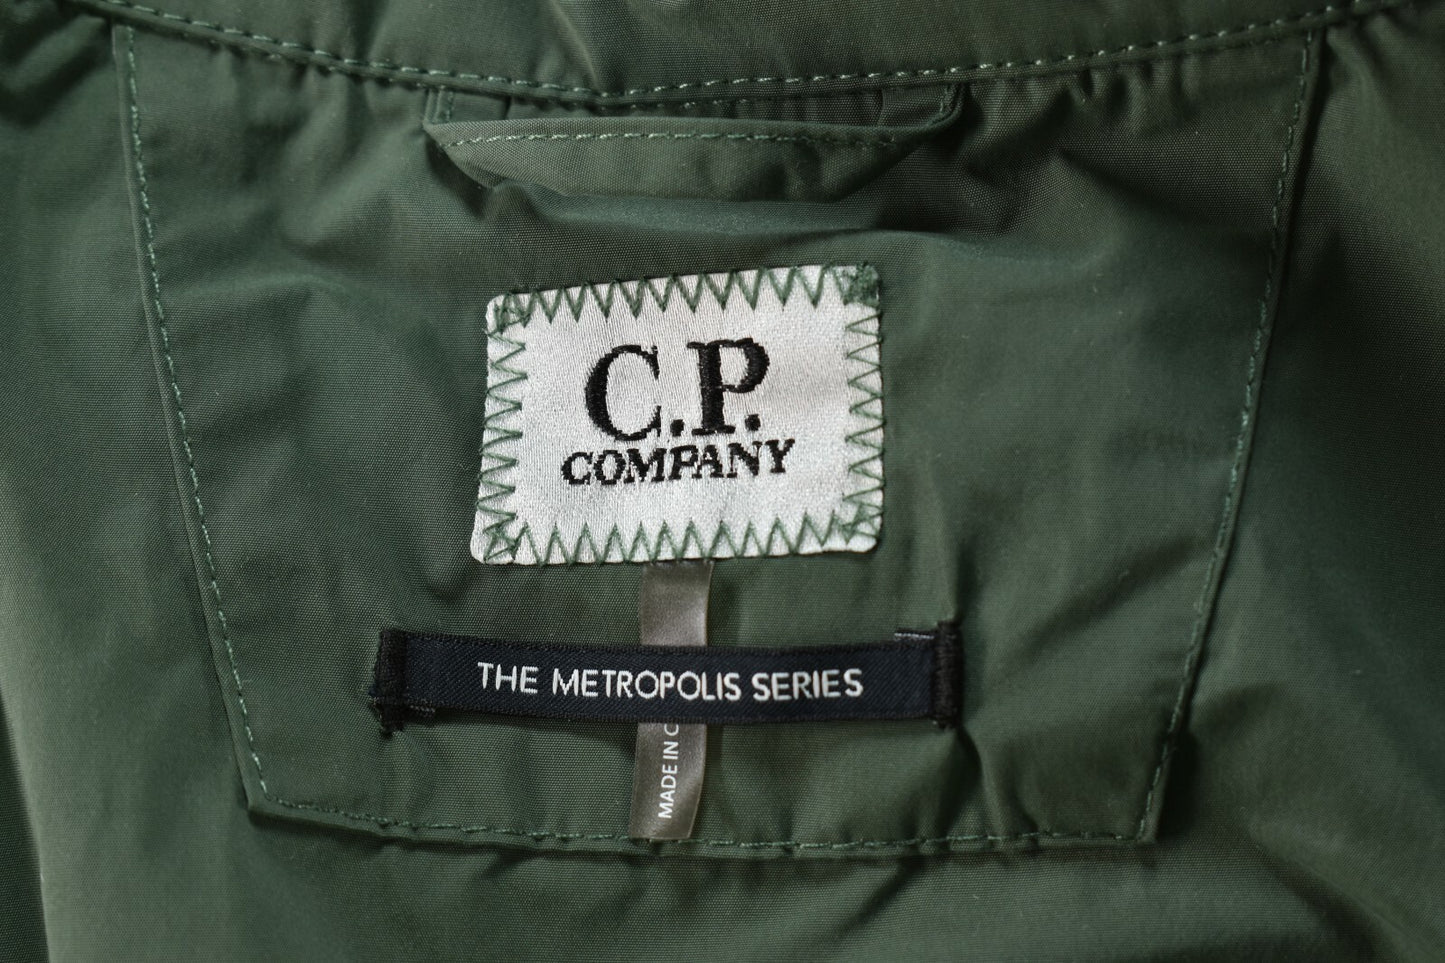 C.P.
COMPANY
THE METROPOLIS SERIES
MADE IN C